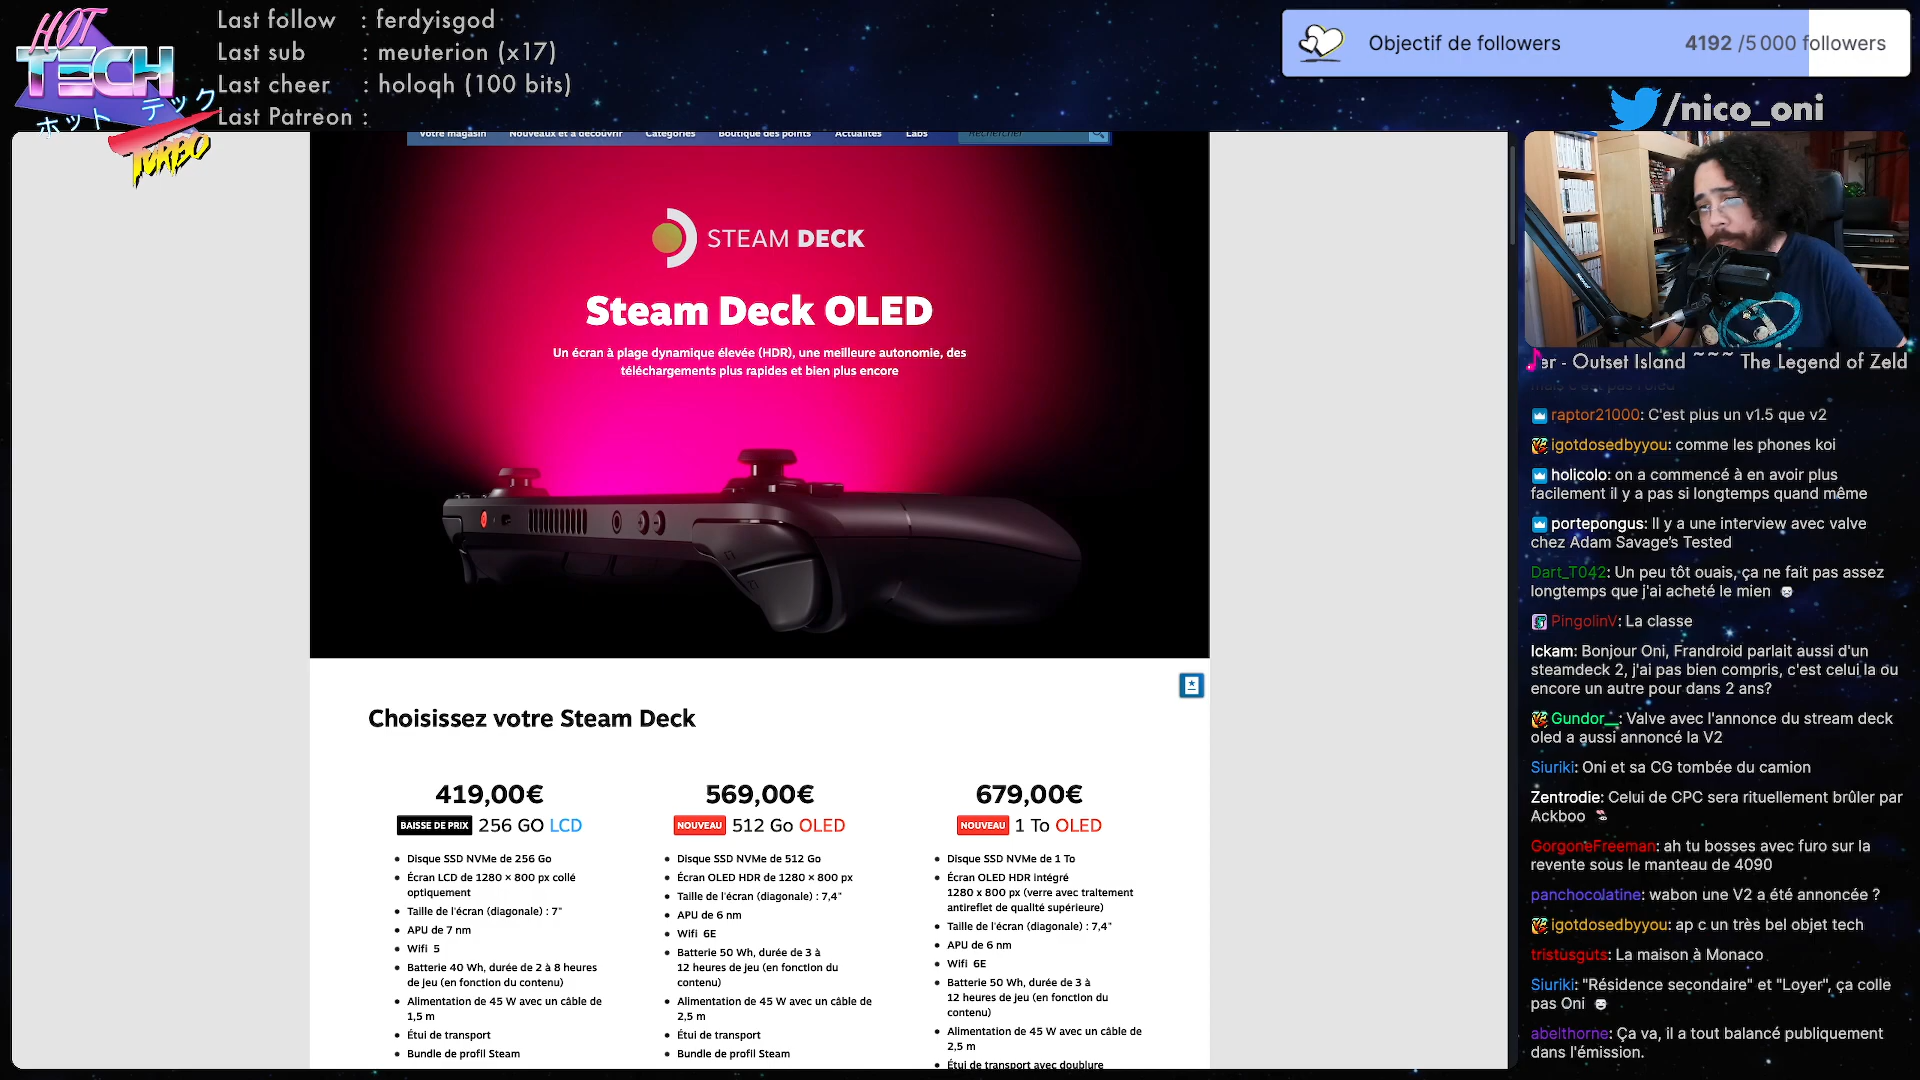 HOT
TECH
ホット テック
TURBO
Last follow : ferdyisgod
Last sub : meuterion (x17)
Last cheer : holoqh (100 bits)
Last Patreon :
Objectif de followers 4192 /5 000 followers
/nico_oni
Votre magasin Nouveaux et à découvrir Catégories Boutique des points Actualités Labs Rechercher
STEAM DECK
Steam Deck OLED
Un écran à plage dynamique élevée (HDR), une meilleure autonomie, des
téléchargements plus rapides et bien plus encore
Choisissez votre Steam Deck
419,00€
BAISSE DE PRIX 256 GO LCD
Disque SSD NVMe de 256 Go
Écran LCD de 1280 × 800 px collé
optiquement
Taille de l'écran (diagonale) : 7"
APU de 7 nm
Wifi 5
Batterie 40 Wh, durée de 2 à 8 heures
de jeu (en fonction du contenu)
Alimentation de 45 W avec un câble de
1,5 m
Étui de transport
Bundle de profil Steam
569,00€
NOUVEAU 512 Go OLED
Disque SSD NVMe de 512 Go
Écran OLED HDR de 1280 × 800 px
Taille de l'écran (diagonale) : 7,4"
APU de 6 nm
Wifi 6E
Batterie 50 Wh, durée de 3 à
12 heures de jeu (en fonction du
contenu)
Alimentation de 45 W avec un câble de
2,5 m
Étui de transport
Bundle de profil Steam
679,00€
NOUVEAU 1 To OLED
Disque SSD NVMe de 1 To
Écran OLED HDR intégré
1280 x 800 px (verre avec traitement
antireflet de qualité supérieure)
Taille de l'écran (diagonale) : 7,4"
APU de 6 nm
Wifi 6E
Batterie 50 Wh, durée de 3 à
12 heures de jeu (en fonction du
contenu)
Alimentation de 45 W avec un câble de
2,5 m
Étui de transport avec doublure
er - Outset Island ~~~ The Legend of Zeld
mais c'est pas l'oled
raptor21000: C'est plus un v1.5 que v2
igotdosedbyyou: comme les phones koi
holicolo: on a commencé à en avoir plus
facilement il y a pas si longtemps quand même
portepongus: Il y a une interview avec valve
chez Adam Savage's Tested
Dart_T042: Un peu tôt ouais, ça ne fait pas assez
longtemps que j'ai acheté le mien
PingolinV: La classe
Ickam: Bonjour Oni, Frandroid parlait aussi d'un
steamdeck 2, j'ai pas bien compris, c'est celui la ou
encore un autre pour dans 2 ans?
Gundor__: Valve avec l'annonce du stream deck
oled a aussi annoncé la V2
Siuriki: Oni et sa CG tombée du camion
Zentrodie: Celui de CPC sera rituellement brûler par
Ackboo
GorgoneFreeman: ah tu bosses avec furo sur la
revente sous le manteau de 4090
panchocolatine: wabon une V2 a été annoncée ?
igotdosedbyyou: ap c un très bel objet tech
tristusguts: La maison à Monaco
Siuriki: "Résidence secondaire" et "Loyer", ça colle
pas Oni
abelthorne: Ça va, il a tout balancé publiquement
dans l'émission.